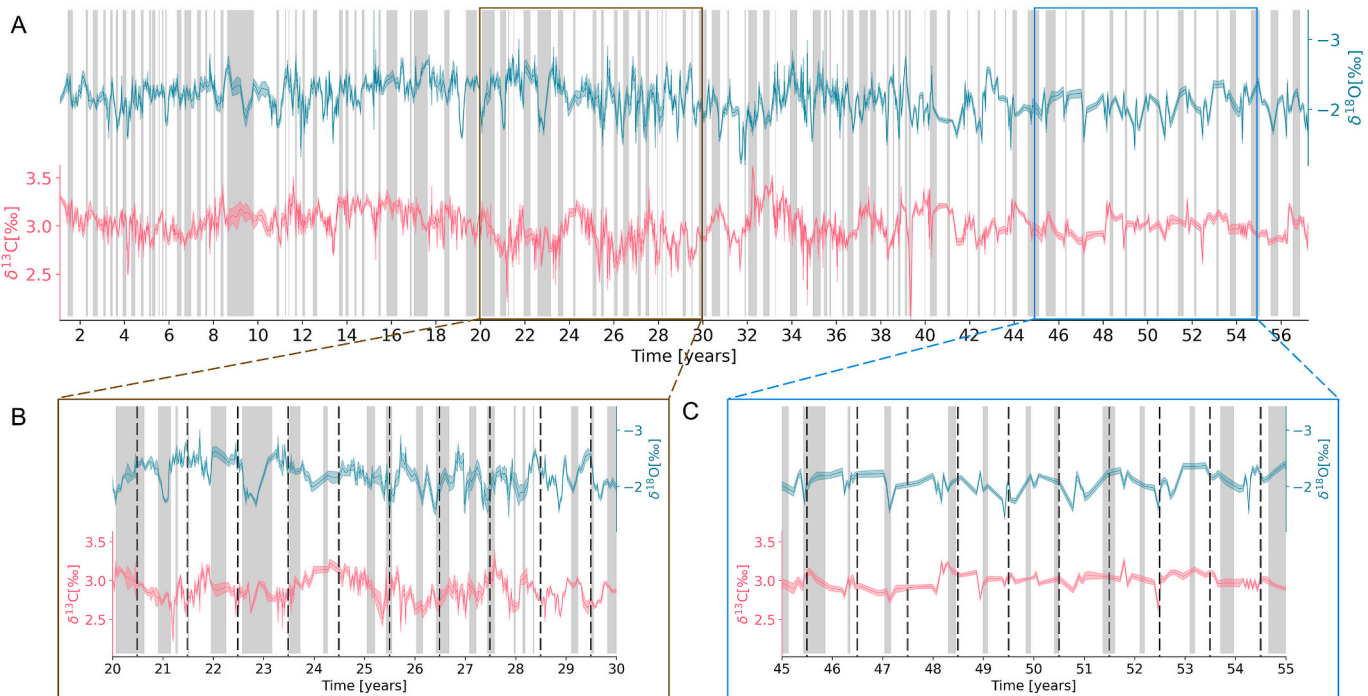 A
−3
−2
δ18O[‰]
3.5
3.0
2.5
δ13C[‰]
2 4 6 8 10 12 14 16 18 20 22 24 26 28 30 32 34 36 38 40 42 44 46 48 50 52 54 56
Time [years]
B
−3
−2
δ18O[‰]
3.5
3.0
2.5
δ13C[‰]
20 21 22 23 24 25 26 27 28 29 30
Time [years]
C
−3
−2
δ18O[‰]
3.5
3.0
2.5
δ13C[‰]
45 46 47 48 49 50 51 52 53 54 55
Time [years]